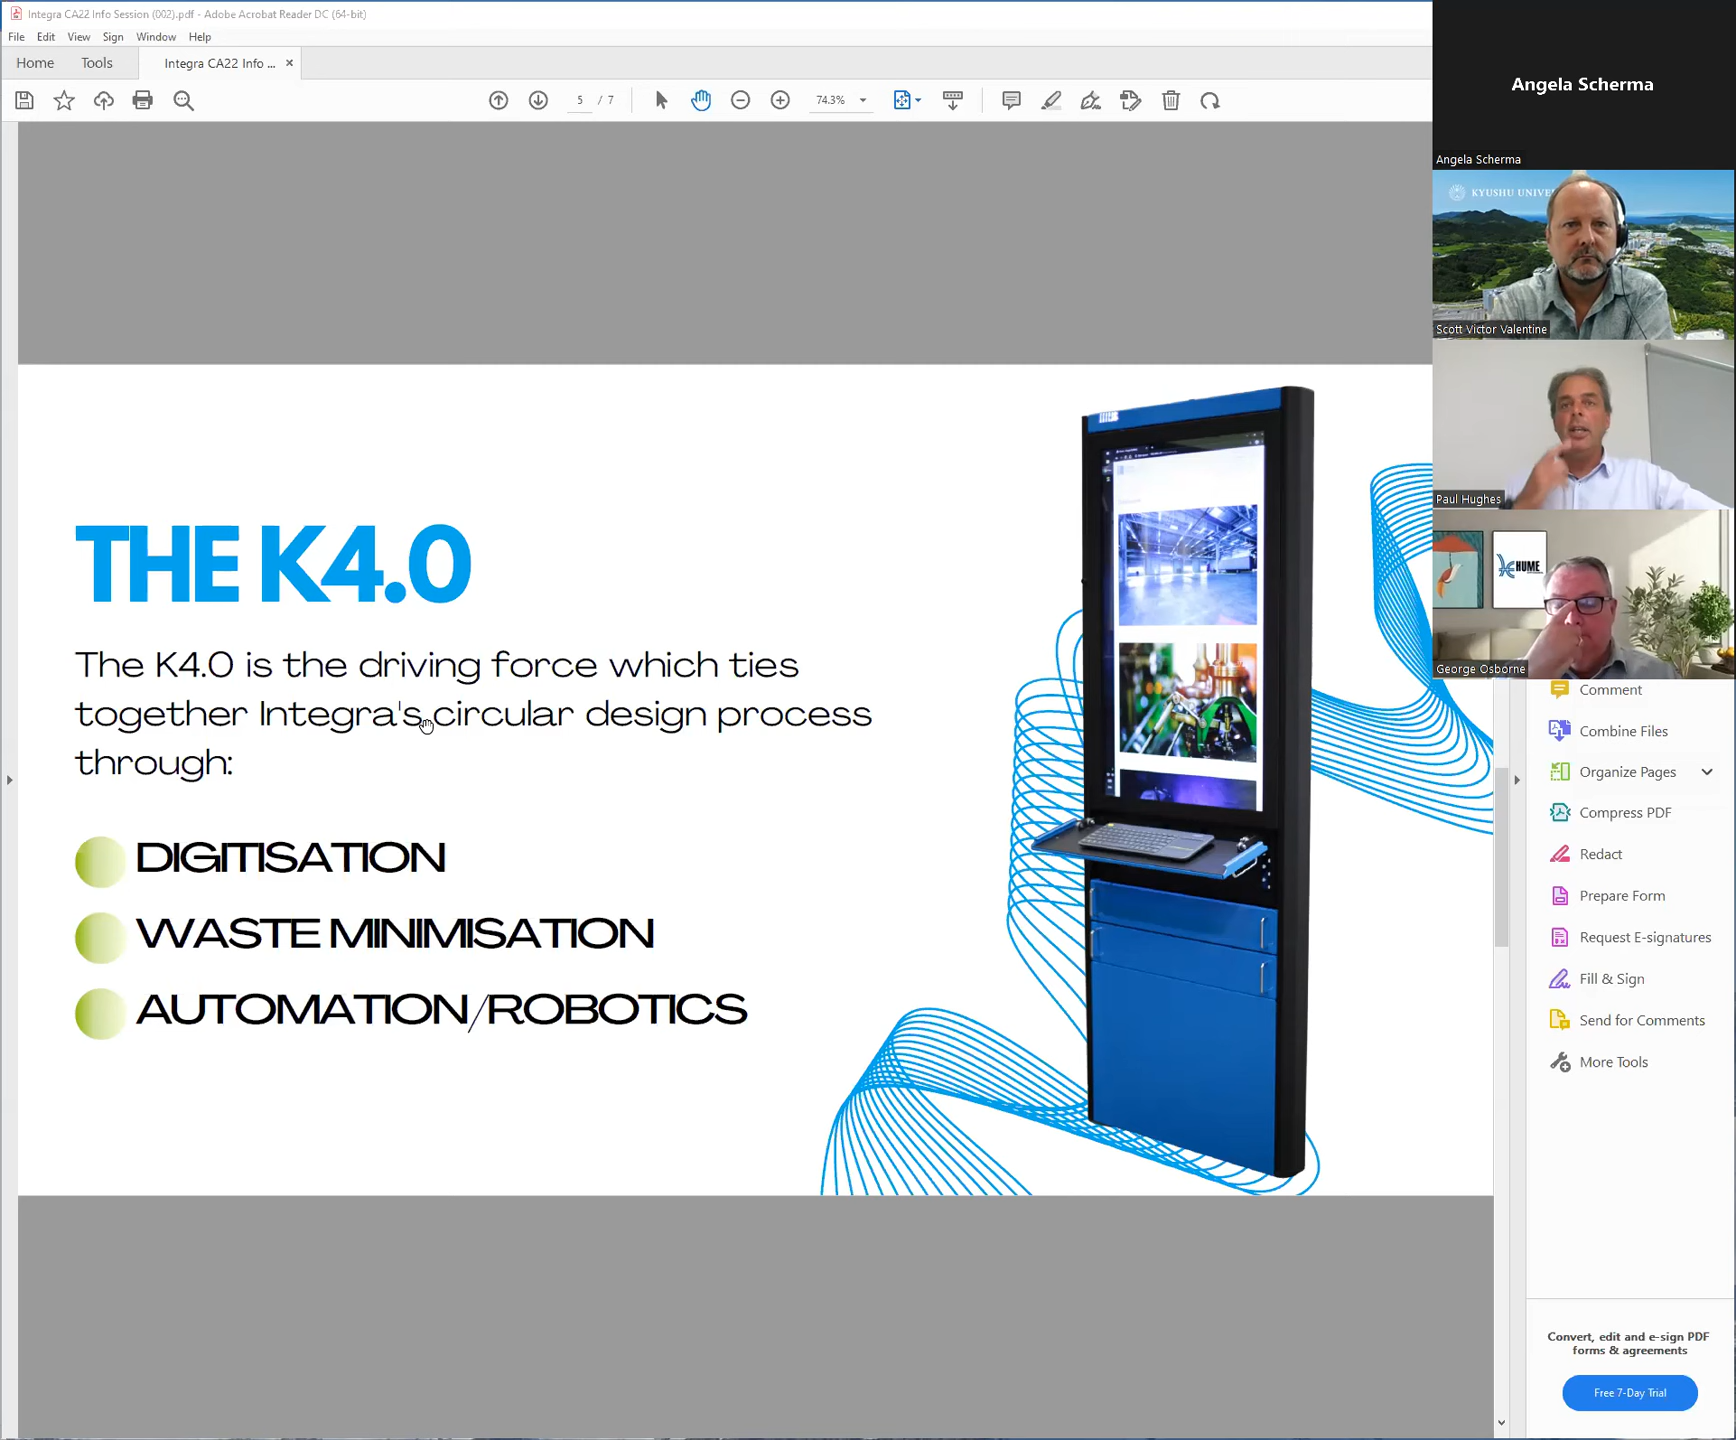 Integra CA22 Info Session (002).pdf - Adobe Acrobat Reader DC (64-bit)
File Edit View Sign Window Help
Home Tools Integra CA22 Info ... ×
5 / 7 74.3%
Angela Scherma
Angela Scherma
KYUSHU UNIVE
Scott Victor Valentine
Paul Hughes
HUME
George Osborne
THE K4.0
The K4.0 is the driving force which ties
together Integra's circular design process
through:
DIGITISATION
WASTE MINIMISATION
AUTOMATION/ROBOTICS
Comment
Combine Files
Organize Pages
Compress PDF
Redact
Prepare Form
Request E-signatures
Fill & Sign
Send for Comments
More Tools
Convert, edit and e-sign PDF
forms & agreements
Free 7-Day Trial